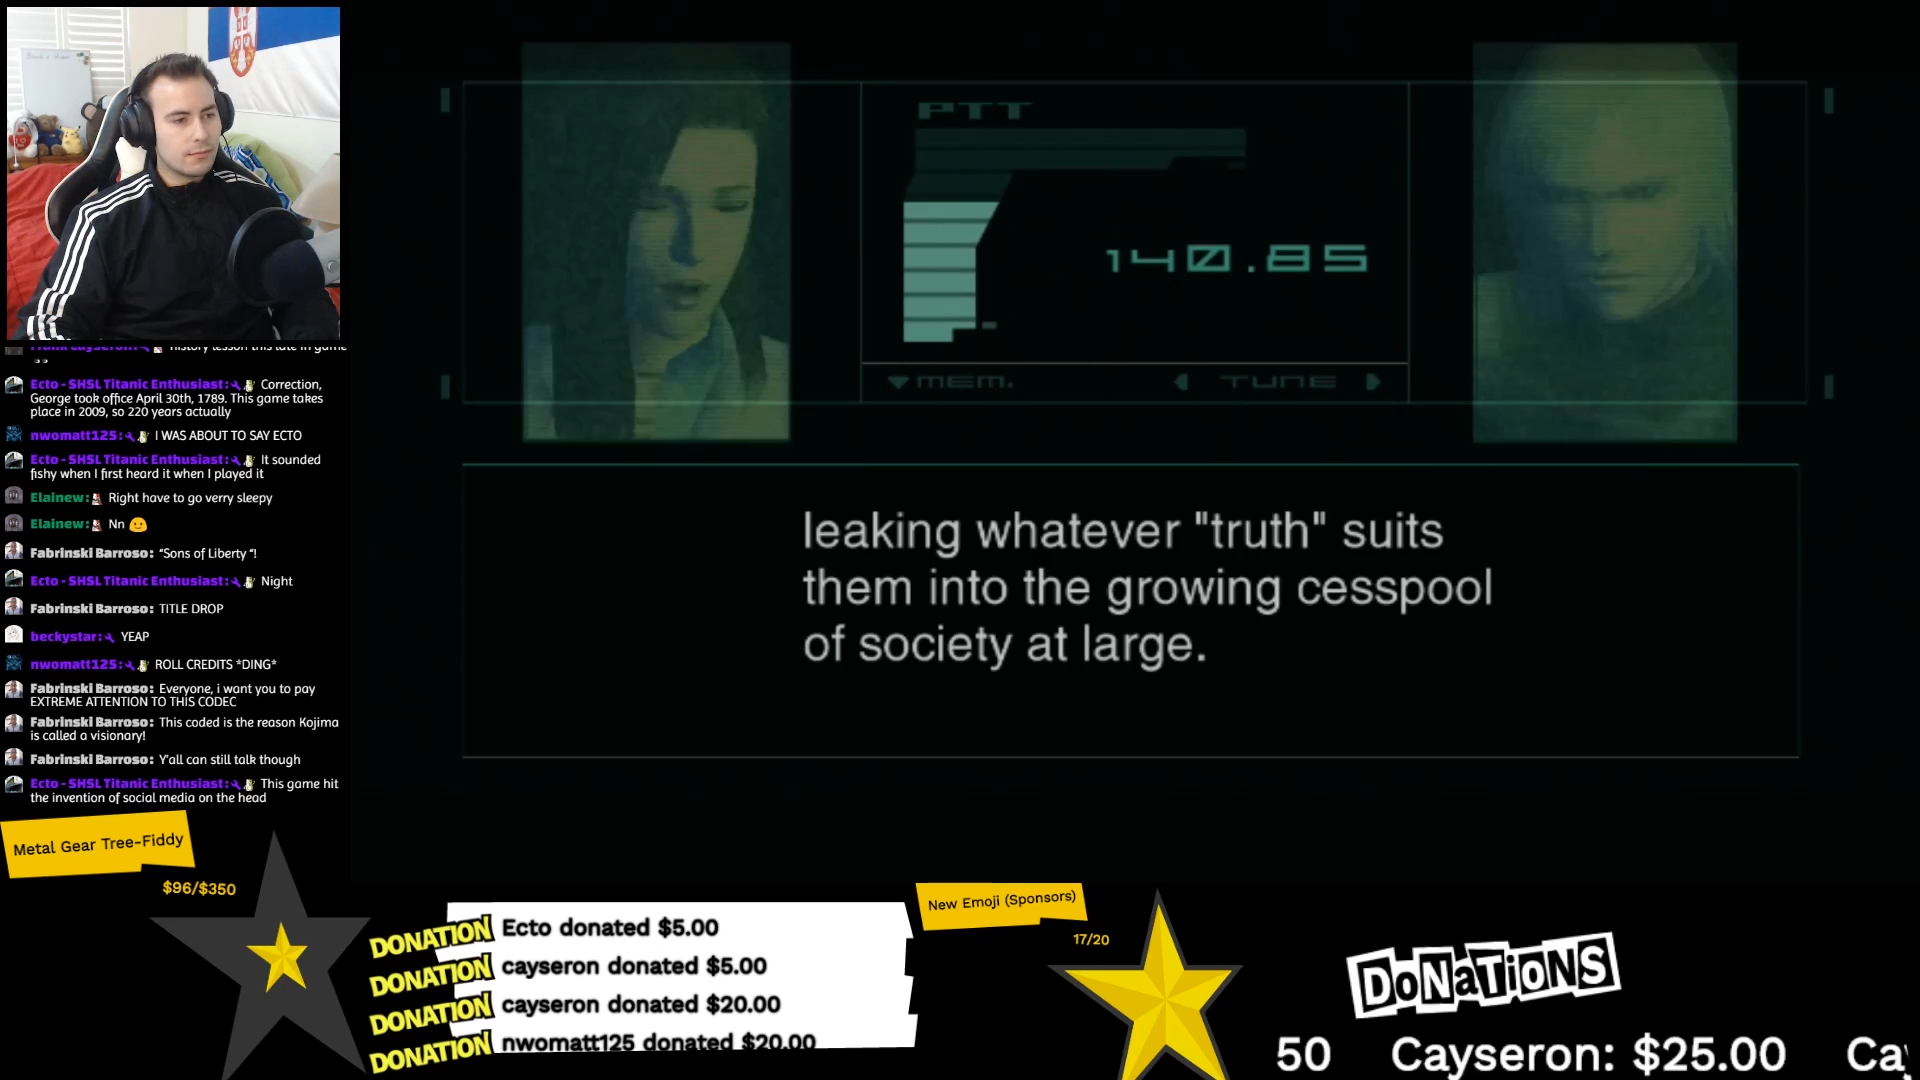 history lesson this late in game
Ecto - SHSL Titanic Enthusiast: Correction,
George took office April 30th, 1789. This game takes
place in 2009, so 220 years actually
nwomatt125: I WAS ABOUT TO SAY ECTO
Ecto - SHSL Titanic Enthusiast: It sounded
fishy when I first heard it when I played it
Elainew: Right have to go verry sleepy
Elainew: Nn
Fabrinski Barroso: "Sons of Liberty "!
Ecto - SHSL Titanic Enthusiast: Night
Fabrinski Barroso: TITLE DROP
beckystar: YEAP
nwomatt125: ROLL CREDITS *DING*
Fabrinski Barroso: Everyone, i want you to pay
EXTREME ATTENTION TO THIS CODEC
Fabrinski Barroso: This coded is the reason Kojima
is called a visionary!
Fabrinski Barroso: Y'all can still talk though
Ecto - SHSL Titanic Enthusiast: This game hit
the invention of social media on the head
PTT
140.85
MEM.
TUNE
leaking whatever "truth" suits
them into the growing cesspool
of society at large.
Metal Gear Tree-Fiddy
$96/$350
DONATION Ecto donated $5.00
DONATION cayseron donated $5.00
DONATION cayseron donated $20.00
DONATION nwomatt125 donated $20.00
New Emoji (Sponsors)
17/20
DoNaTioNS
50 Cayseron: $25.00 Cay